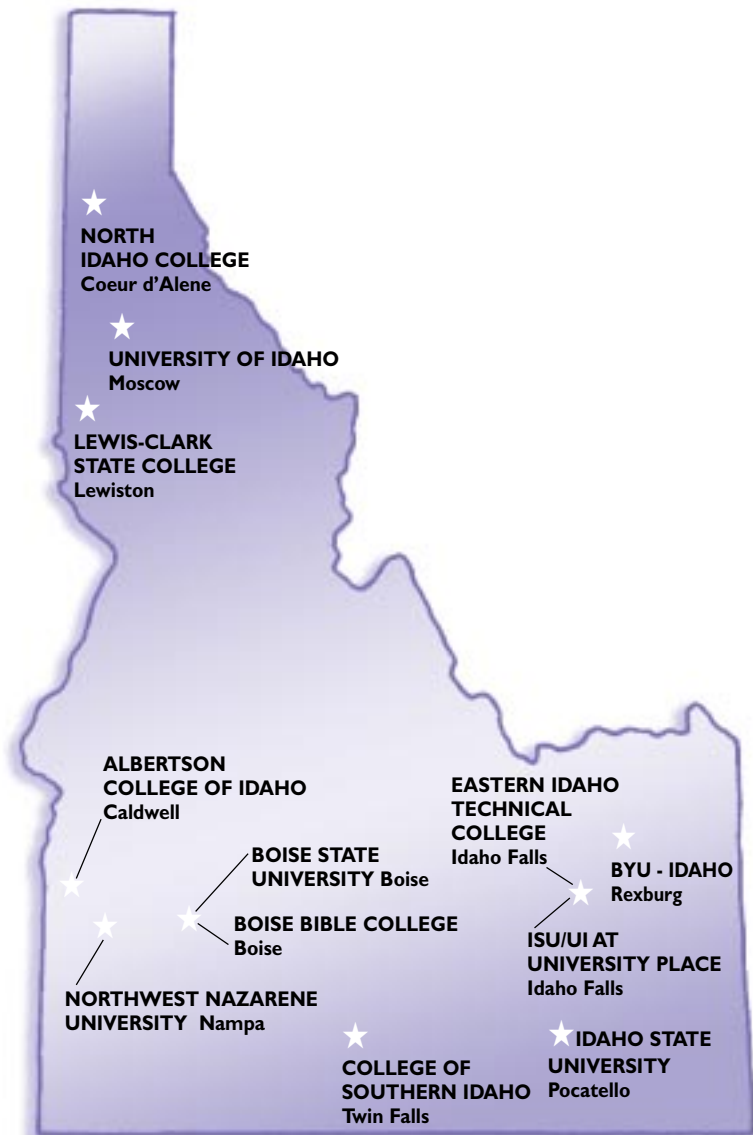 NORTH
IDAHO COLLEGE
Coeur d'Alene
UNIVERSITY OF IDAHO
Moscow
LEWIS-CLARK
STATE COLLEGE
Lewiston
ALBERTSON
COLLEGE OF IDAHO
Caldwell
BOISE STATE
UNIVERSITY Boise
BOISE BIBLE COLLEGE
Boise
NORTHWEST NAZARENE
UNIVERSITY Nampa
EASTERN IDAHO
TECHNICAL
COLLEGE
Idaho Falls
BYU - IDAHO
Rexburg
ISU/UI AT
UNIVERSITY PLACE
Idaho Falls
COLLEGE OF
SOUTHERN IDAHO
Twin Falls
IDAHO STATE
UNIVERSITY
Pocatello